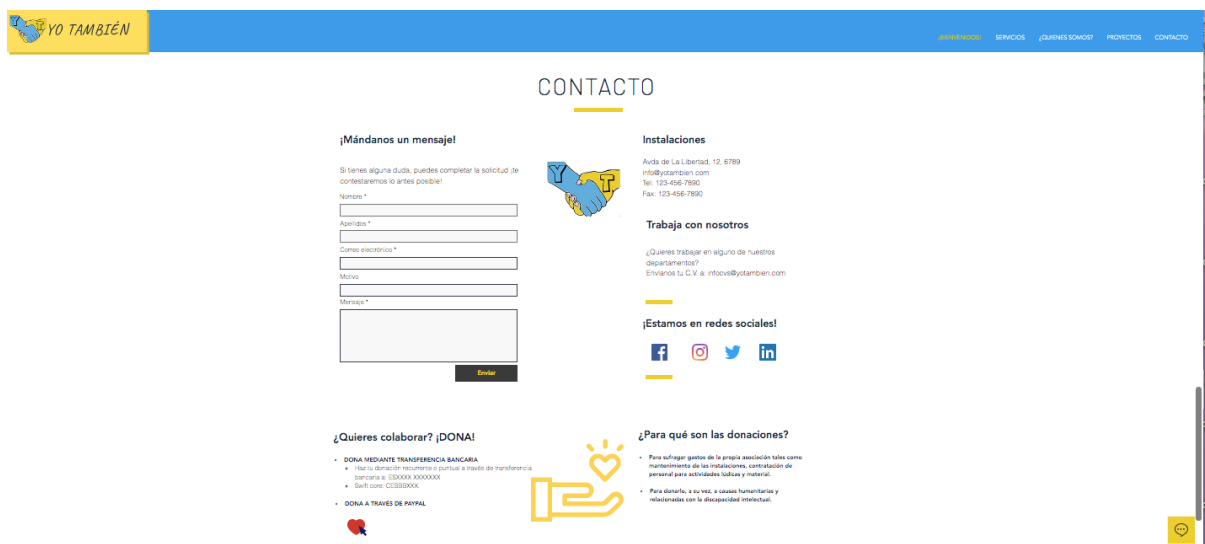 YO TAMBIÉN
¡BIENVENIDOS!
SERVICIOS
¿QUIENES SOMOS?
PROYECTOS
CONTACTO
CONTACTO
¡Mándanos un mensaje!
Si tienes alguna duda, puedes completar la solicitud ¡te
contestaremos lo antes posible!
Nombre *
Apellidos *
Correo electrónico *
Motivo
Mensaje *
Enviar
Y T
Instalaciones
Avda de La Libertad, 12, 6789
info@yotambien.com
Tel: 123-456-7890
Fax: 123-456-7890
Trabaja con nosotros
¿Quieres trabajar en alguno de nuestros
departamentos?
Envíanos tu C.V. a: infocvs@yotambien.com
¡Estamos en redes sociales!
¿Quieres colaborar? ¡DONA!
DONA MEDIANTE TRANSFERENCIA BANCARIA
Haz tu donación recurrente o puntual a través de transferencia
bancaria a: ESXXXX XXXXXXX
Swift core: CESBBXXX.
DONA A TRAVÉS DE PAYPAL
¿Para qué son las donaciones?
Para sufragar gastos de la propia asociación tales como
mantenimiento de las instalaciones, contratación de
personal para actividades lúdicas y material.
Para donarlo, a su vez, a causas humanitarias y
relacionadas con la discapacidad intelectual.